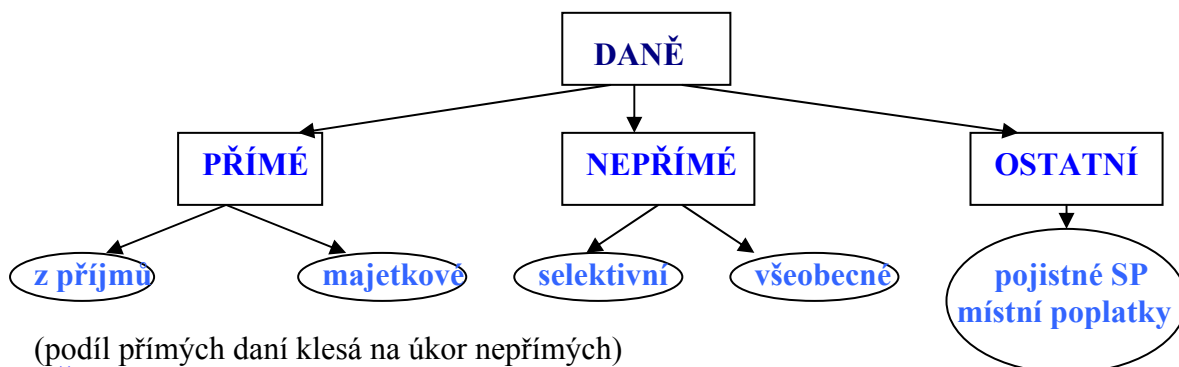 DANĚ
PŘÍMÉ
NEPŘÍMÉ
OSTATNÍ
z příjmů
majetkové
selektivní
všeobecné
pojistné SP
místní poplatky
(podíl přímých daní klesá na úkor nepřímých)